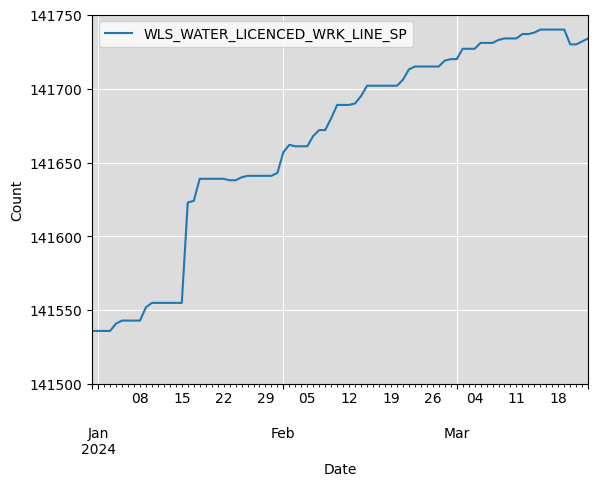 WLS_WATER_LICENCED_WRK_LINE_SP
141750
141700
141650
141600
141550
141500
Count
08 15 22 29 05 12 19 26 04 11 18
Jan Feb Mar
2024
Date